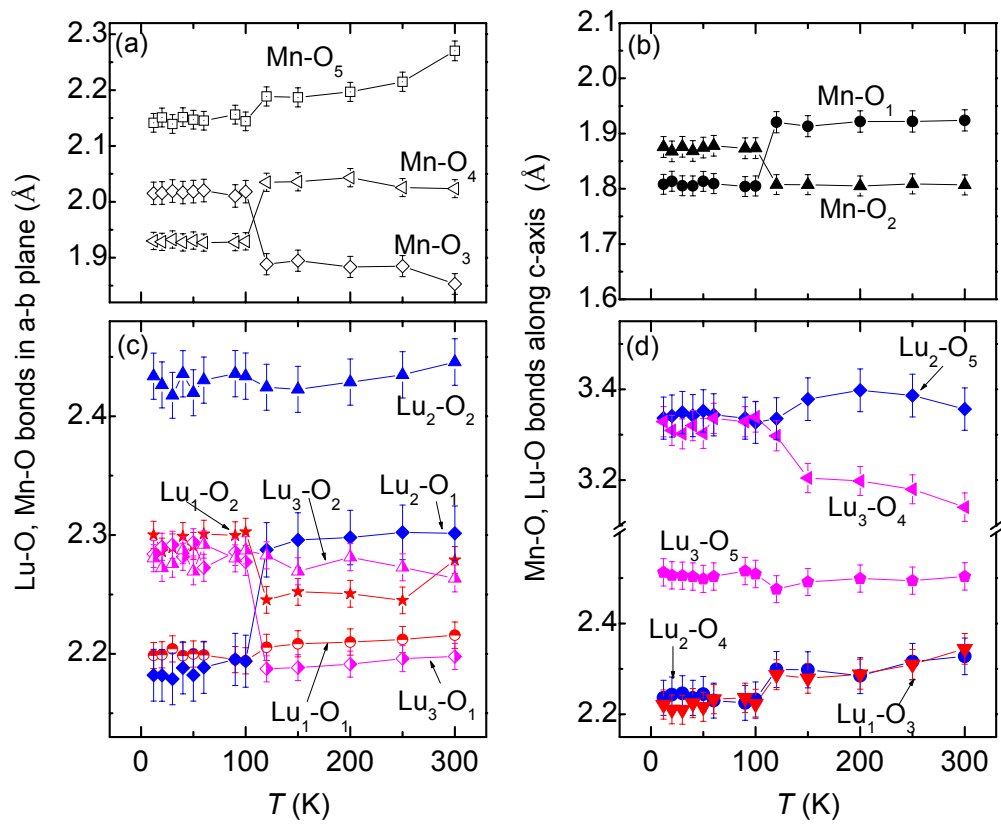 (a)
Mn-O₅
Mn-O₄
Mn-O₃
2.3
2.2
2.1
2.0
1.9
Lu-O, Mn-O bonds in a-b plane (Å)
(b)
Mn-O₁
Mn-O₂
2.1
2.0
1.9
1.8
1.7
1.6
Mn-O, Lu-O bonds along c-axis (Å)
(c)
Lu₂-O₂
Lu₁-O₂
Lu₃-O₂
Lu₂-O₁
Lu₁-O₁
Lu₃-O₁
2.4
2.3
2.2
0 100 200 300
T (K)
(d)
Lu₂-O₅
Lu₃-O₄
Lu₃-O₅
Lu₂-O₄
Lu₁-O₃
3.4
3.2
2.4
2.2
0 100 200 300
T (K)